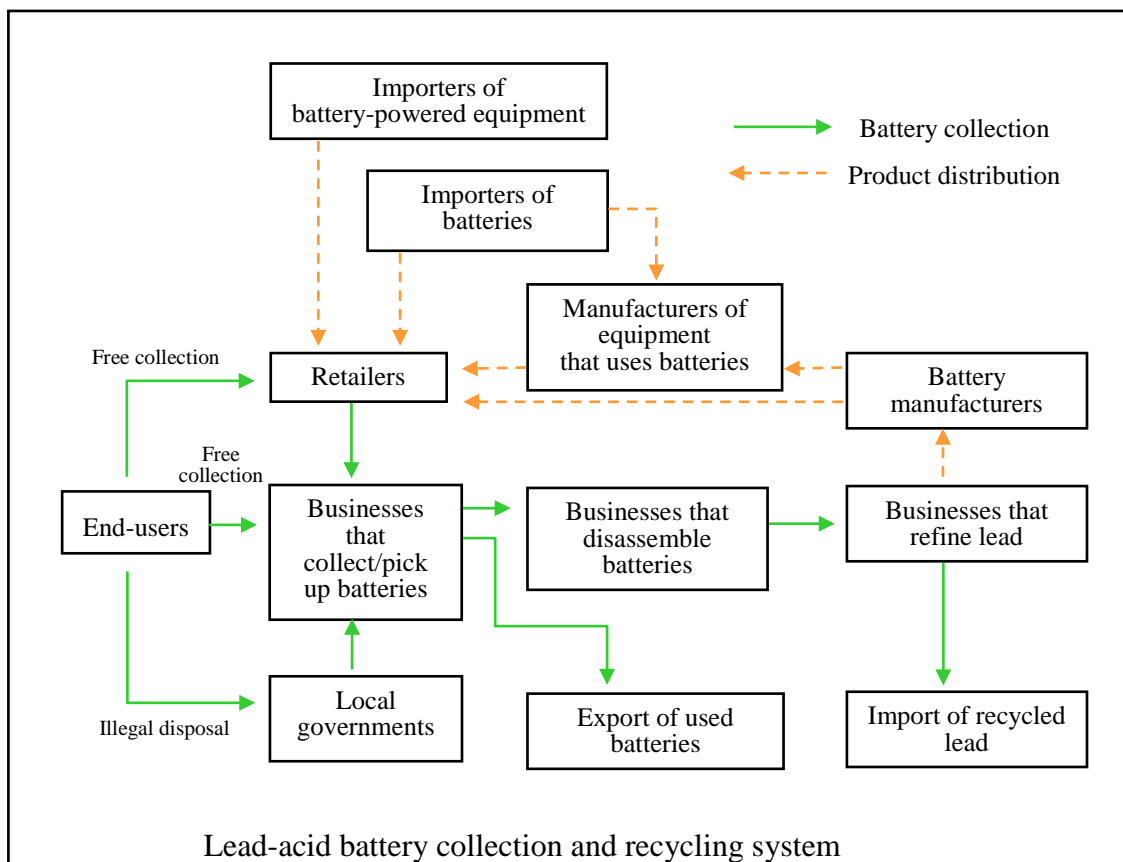 Importers of
battery-powered equipment
Battery collection
Product distribution
Importers of
batteries
Manufacturers of
equipment
that uses batteries
Free collection
Retailers
Battery
manufacturers
Free
collection
End-users
Businesses
that
collect/pick
up batteries
Businesses that
disassemble
batteries
Businesses that
refine lead
Illegal disposal
Local
governments
Export of used
batteries
Import of recycled
lead
Lead-acid battery collection and recycling system